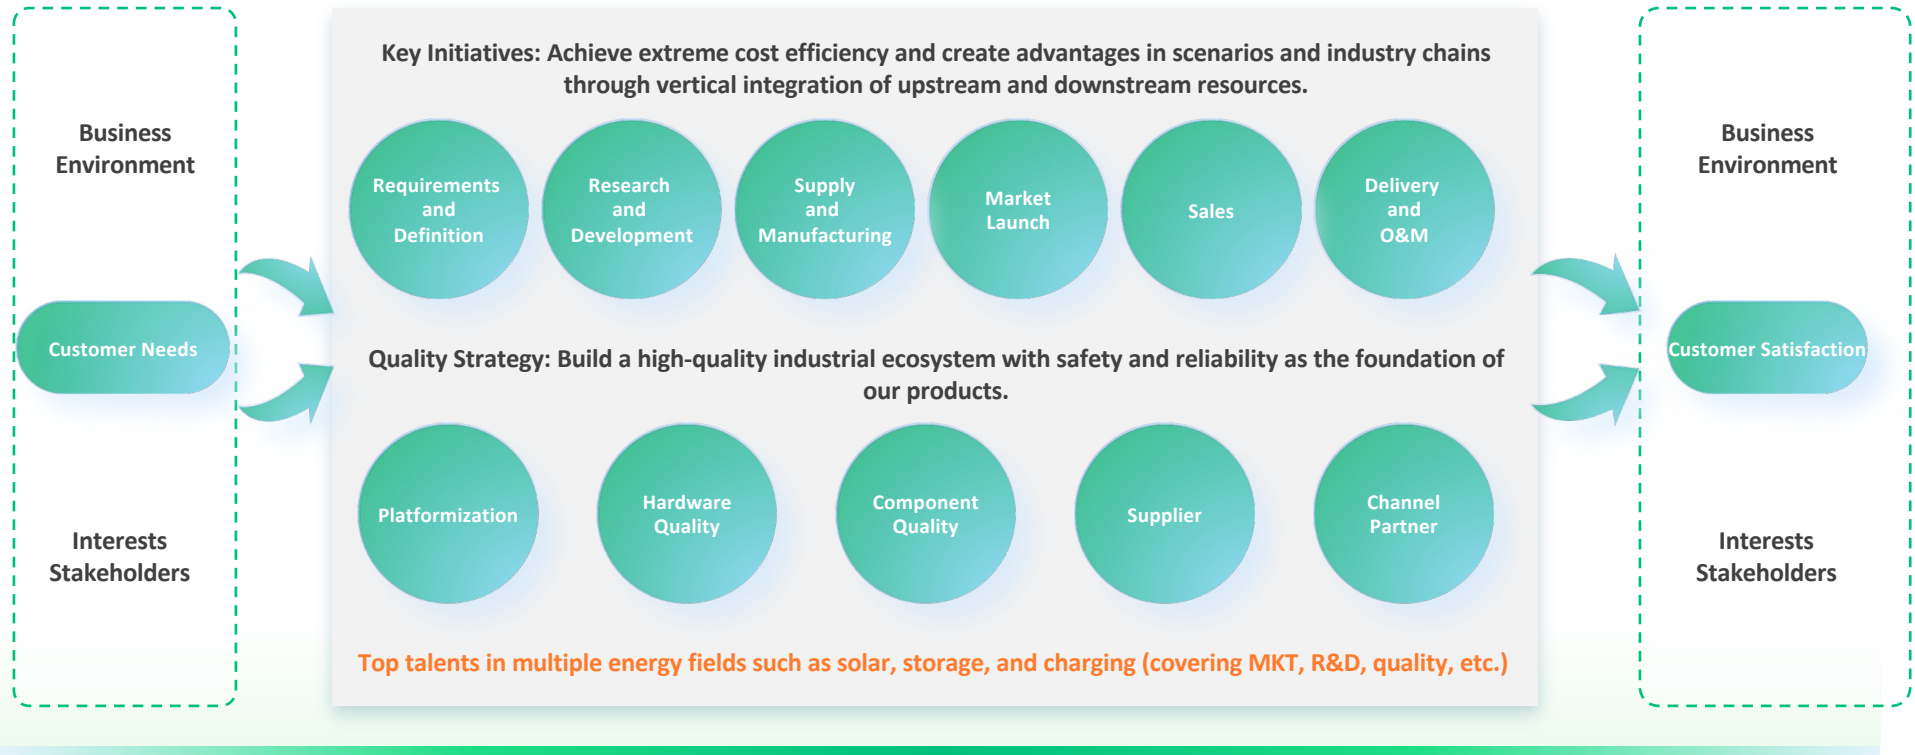 Business
Environment
Customer Needs
Interests
Stakeholders
Key Initiatives: Achieve extreme cost efficiency and create advantages in scenarios and industry chains
through vertical integration of upstream and downstream resources.
Requirements
and
Definition
Research
and
Development
Supply
and
Manufacturing
Market
Launch
Sales
Delivery
and
O&M
Quality Strategy: Build a high-quality industrial ecosystem with safety and reliability as the foundation of
our products.
Platformization
Hardware
Quality
Component
Quality
Supplier
Channel
Partner
Top talents in multiple energy fields such as solar, storage, and charging (covering MKT, R&D, quality, etc.)
Business
Environment
Customer Satisfaction
Interests
Stakeholders